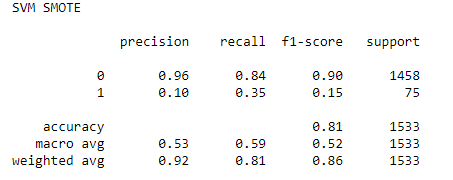 SVM SMOTE
precision recall f1-score support
0 0.96 0.84 0.90 1458
1 0.10 0.35 0.15 75
accuracy 0.81 1533
macro avg 0.53 0.59 0.52 1533
weighted avg 0.92 0.81 0.86 1533